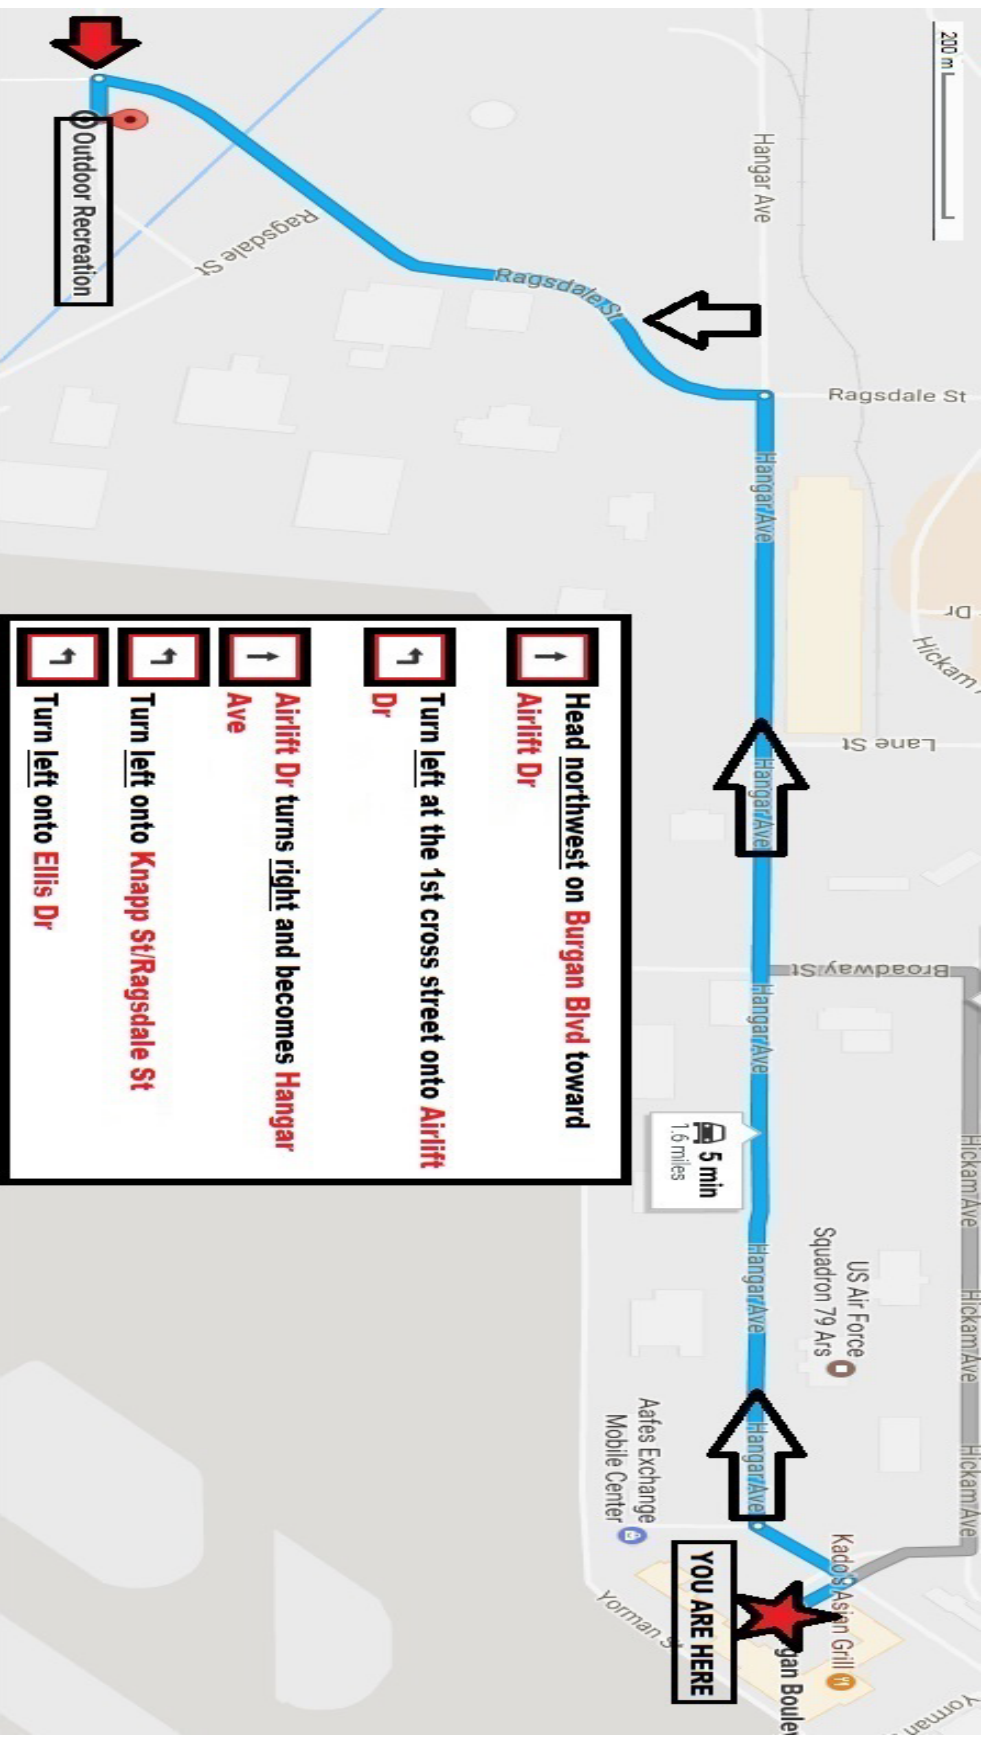 200 m
Hangar Ave
Ragsdale St
Dr
Hickam
Lane St
Broadway St
Hickam Ave
Hickam Ave
Hickam Ave
Outdoor Recreation
Ragsdale St
Ragsdale St
Hangar Ave
Hangar Ave
Hangar Ave
Hangar Ave
Hangar Ave
5 min
1.6 miles
US Air Force
Squadron 79 Ars
Aafes Exchange
Mobile Center
Kado's Asian Grill
gan Boulev
YOU ARE HERE
Yorman St
Yorman
Head northwest on Burgan Blvd toward
Airlift Dr
Turn left at the 1st cross street onto Airlift
Dr
Airlift Dr turns right and becomes Hangar
Ave
Turn left onto Knapp St/Ragsdale St
Turn left onto Ellis Dr